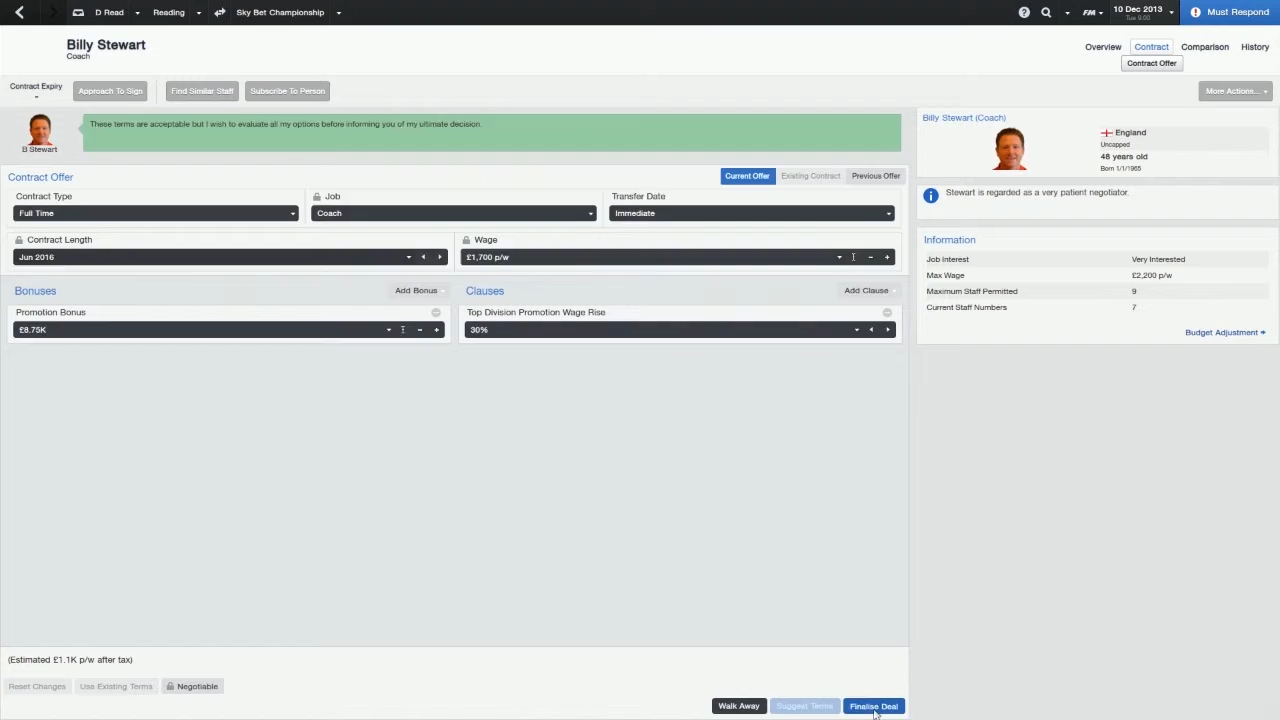 D Read Reading Sky Bet Championship FM 10 Dec 2013 Tue 9:00 Must Respond
Billy Stewart
Coach
Overview Contract Comparison History
Contract Offer
Contract Expiry
-
Approach To Sign Find Similar Staff Subscribe To Person More Actions...
These terms are acceptable but I wish to evaluate all my options before informing you of my ultimate decision.
B Stewart
Contract Offer Current Offer Existing Contract Previous Offer
Contract Type Job Transfer Date
Full Time Coach Immediate
Contract Length Wage
Jun 2016 £1,700 p/w
Bonuses Add Bonus Clauses Add Clause
Promotion Bonus Top Division Promotion Wage Rise
£8.75K 30%
Billy Stewart (Coach)
England
Uncapped
48 years old
Born 1/1/1965
Stewart is regarded as a very patient negotiator.
Information
Job Interest Very Interested
Max Wage £2,200 p/w
Maximum Staff Permitted 9
Current Staff Numbers 7
Budget Adjustment
(Estimated £1.1K p/w after tax)
Reset Changes Use Existing Terms Negotiable
Walk Away Suggest Terms Finalise Deal